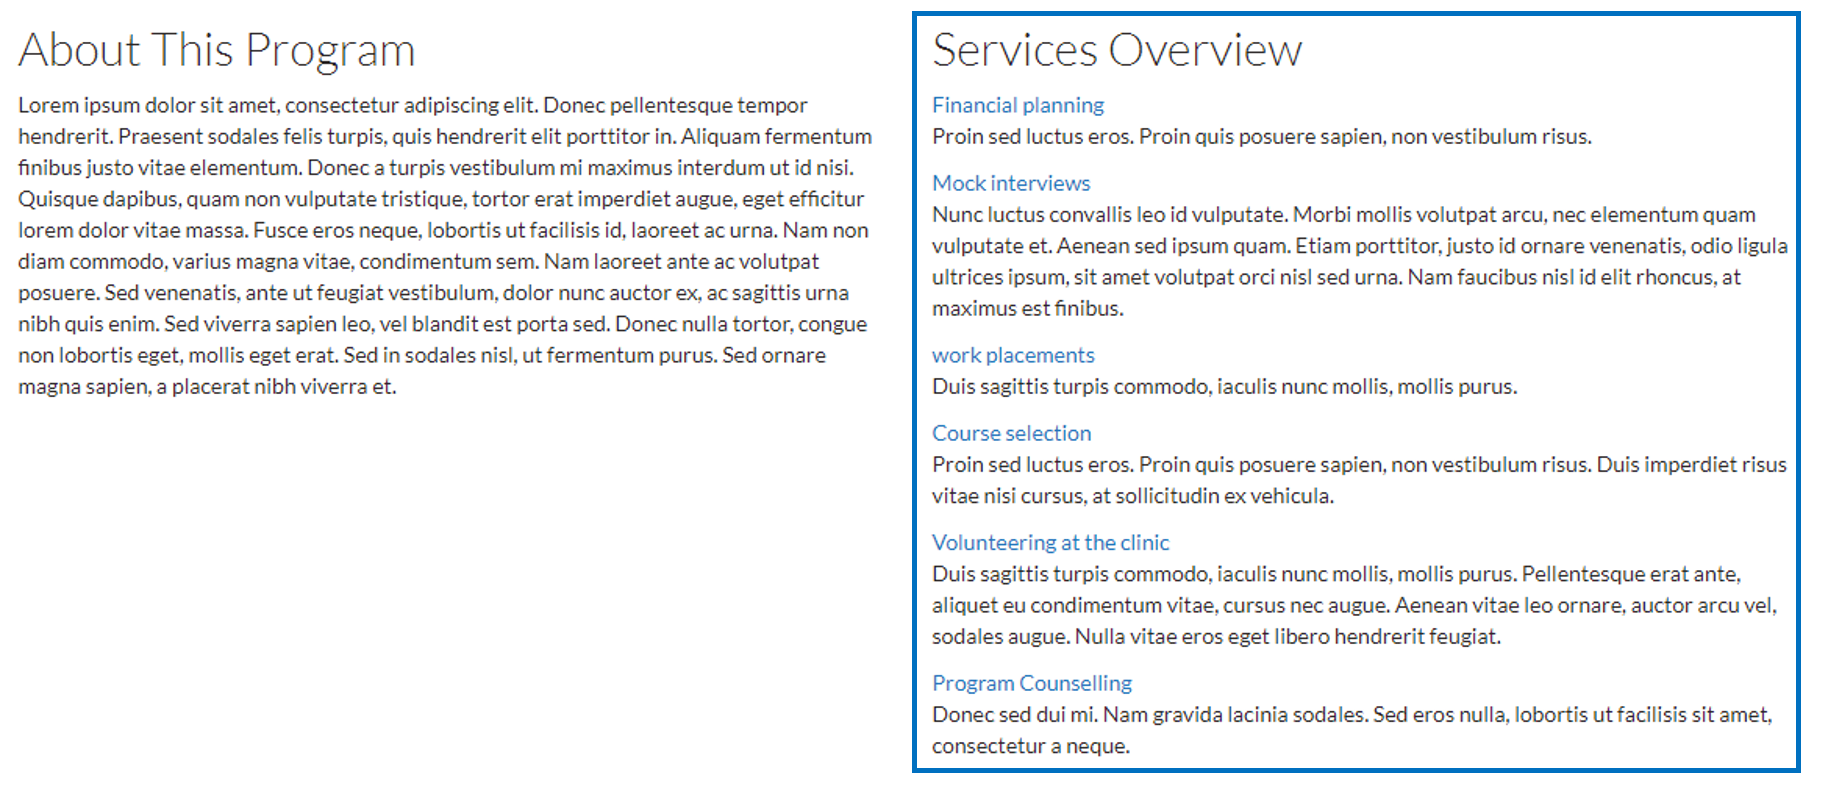 About This Program
Lorem ipsum dolor sit amet, consectetur adipiscing elit. Donec pellentesque tempor
hendrerit. Praesent sodales felis turpis, quis hendrerit elit porttitor in. Aliquam fermentum
finibus justo vitae elementum. Donec a turpis vestibulum mi maximus interdum ut id nisi.
Quisque dapibus, quam non vulputate tristique, tortor erat imperdiet augue, eget efficitur
lorem dolor vitae massa. Fusce eros neque, lobortis ut facilisis id, laoreet ac urna. Nam non
diam commodo, varius magna vitae, condimentum sem. Nam laoreet ante ac volutpat
posuere. Sed venenatis, ante ut feugiat vestibulum, dolor nunc auctor ex, ac sagittis urna
nibh quis enim. Sed viverra sapien leo, vel blandit est porta sed. Donec nulla tortor, congue
non lobortis eget, mollis eget erat. Sed in sodales nisl, ut fermentum purus. Sed ornare
magna sapien, a placerat nibh viverra et.
Services Overview
Financial planning
Proin sed luctus eros. Proin quis posuere sapien, non vestibulum risus.
Mock interviews
Nunc luctus convallis leo id vulputate. Morbi mollis volutpat arcu, nec elementum quam
vulputate et. Aenean sed ipsum quam. Etiam porttitor, justo id ornare venenatis, odio ligula
ultrices ipsum, sit amet volutpat orci nisl sed urna. Nam faucibus nisl id elit rhoncus, at
maximus est finibus.
work placements
Duis sagittis turpis commodo, iaculis nunc mollis, mollis purus.
Course selection
Proin sed luctus eros. Proin quis posuere sapien, non vestibulum risus. Duis imperdiet risus
vitae nisi cursus, at sollicitudin ex vehicula.
Volunteering at the clinic
Duis sagittis turpis commodo, iaculis nunc mollis, mollis purus. Pellentesque erat ante,
aliquet eu condimentum vitae, cursus nec augue. Aenean vitae leo ornare, auctor arcu vel,
sodales augue. Nulla vitae eros eget libero hendrerit feugiat.
Program Counselling
Donec sed dui mi. Nam gravida lacinia sodales. Sed eros nulla, lobortis ut facilisis sit amet,
consectetur a neque.